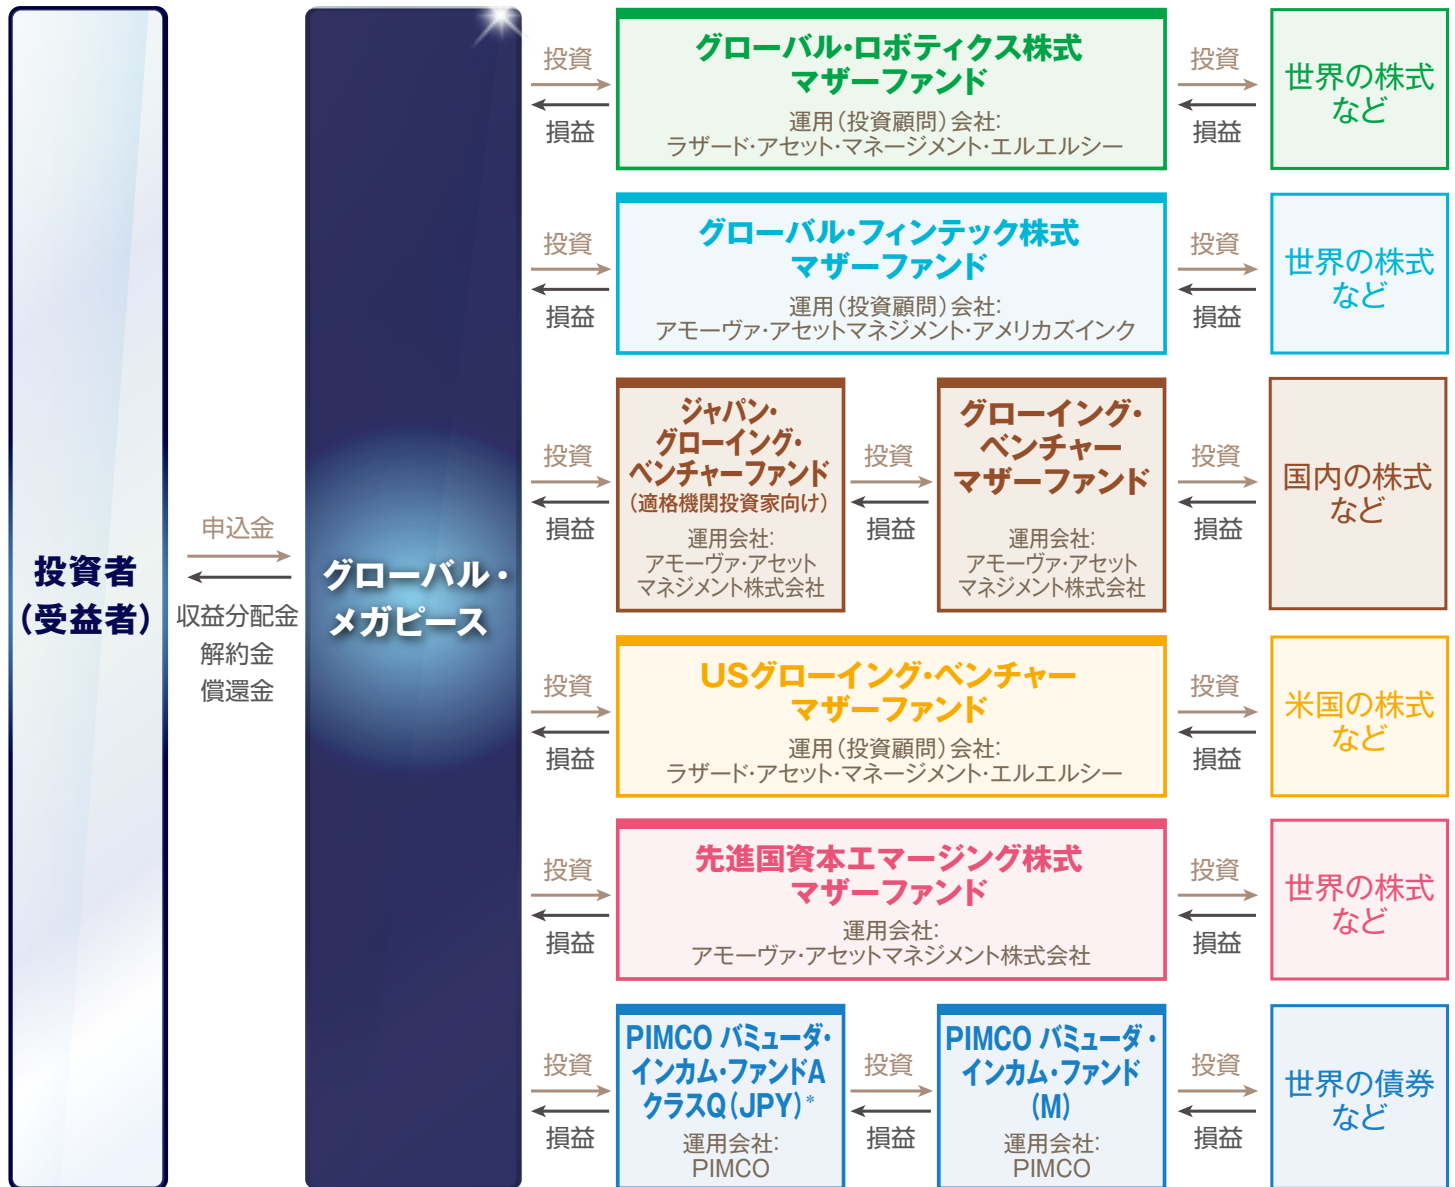 投資者
(受益者)
申込金
収益分配金
解約金
償還金
グローバル・
メガピース
投資
損益
グローバル・ロボティクス株式
マザーファンド
運用(投資顧問)会社:
ラザード・アセット・マネージメント・エルエルシー
投資
損益
世界の株式
など
投資
損益
グローバル・フィンテック株式
マザーファンド
運用(投資顧問)会社:
アモーヴァ・アセットマネジメント・アメリカズインク
投資
損益
世界の株式
など
投資
損益
ジャパン・
グローイング・
ベンチャーファンド
(適格機関投資家向け)
運用会社:
アモーヴァ・アセット
マネジメント株式会社
投資
損益
グローイング・
ベンチャー
マザーファンド
運用会社:
アモーヴァ・アセット
マネジメント株式会社
投資
損益
国内の株式
など
投資
損益
USグローイング・ベンチャー
マザーファンド
運用(投資顧問)会社:
ラザード・アセット・マネージメント・エルエルシー
投資
損益
米国の株式
など
投資
損益
先進国資本エマージング株式
マザーファンド
運用会社:
アモーヴァ・アセットマネジメント株式会社
投資
損益
世界の株式
など
投資
損益
PIMCO バミューダ・
インカム・ファンドA
クラスQ(JPY)*
運用会社:
PIMCO
投資
損益
PIMCO バミューダ・
インカム・ファンド
(M)
運用会社:
PIMCO
投資
損益
世界の債券
など